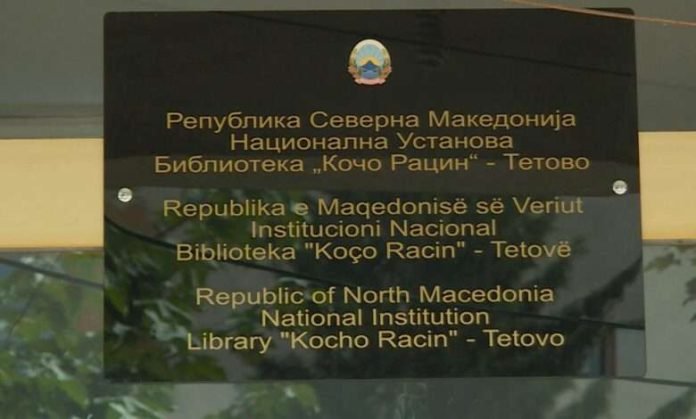 Република Северна Македонија
Национална Установа
Библиотека „Кочо Рацин“ - Тетово
Republika e Maqedonisë së Veriut
Institucioni Nacional
Biblioteka "Koço Racin" - Tetovë
Republic of North Macedonia
National Institution
Library "Kocho Racin" - Tetovo